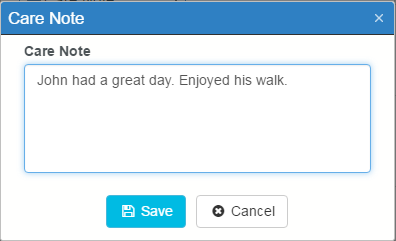 Care Note
Care Note
John had a great day. Enjoyed his walk.
Save
Cancel